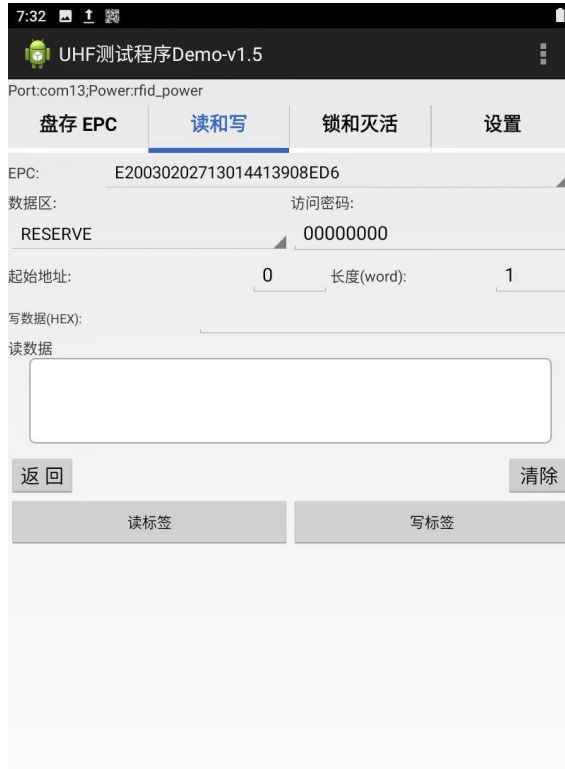 7:32
UHF测试程序Demo-v1.5
Port:com13;Power:rfid_power
盘存 EPC 读和写 锁和灭活 设置
EPC: E20030202713014413908ED6
数据区: 访问密码:
RESERVE 00000000
起始地址: 0 长度(word): 1
写数据(HEX):
读数据
返 回 清除
读标签 写标签